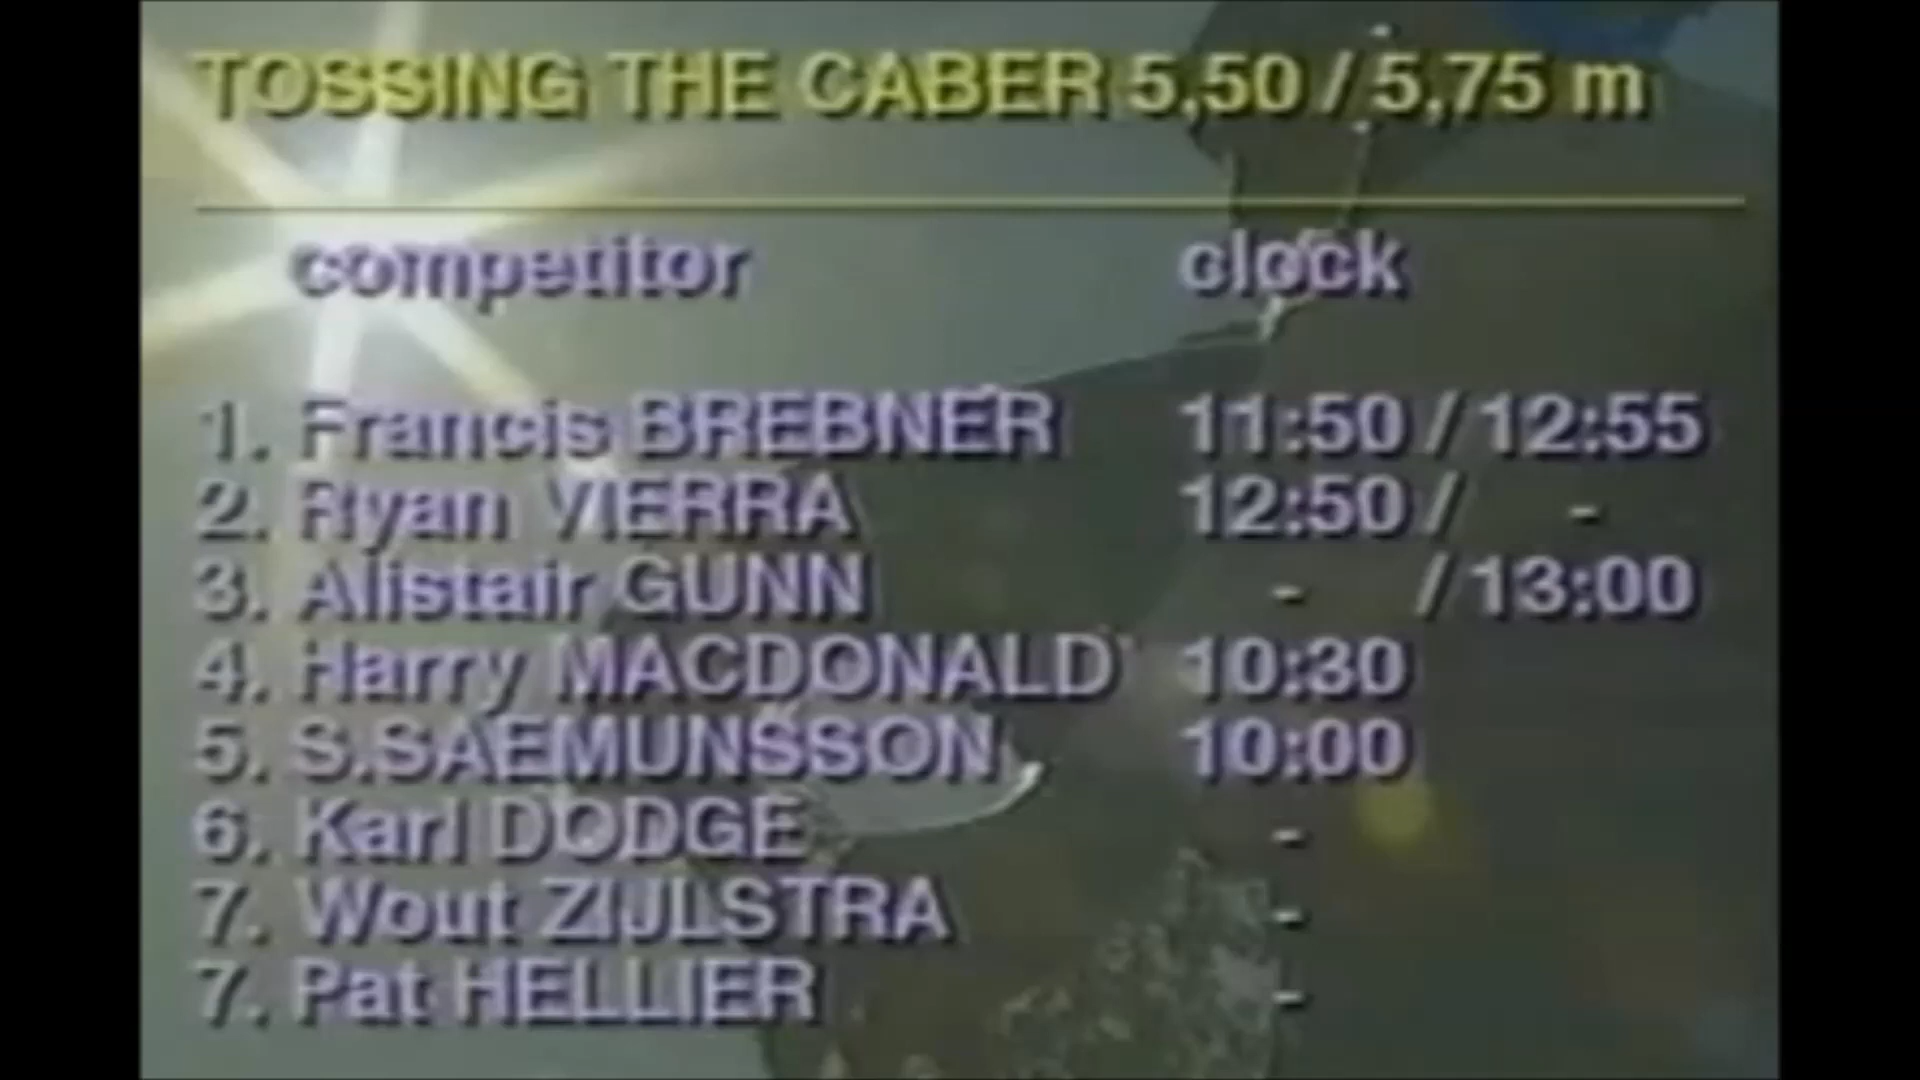 TOSSING THE CABER 5,50 / 5,75 m
competitor clock
1. Francis BREBNER 11:50 / 12:55
2. Ryan VIERRA 12:50 / -
3. Alistair GUNN - / 13:00
4. Harry MACDONALD 10:30
5. S.SAEMUNSSON 10:00
6. Karl DODGE -
7. Wout ZIJLSTRA -
7. Pat HELLIER -